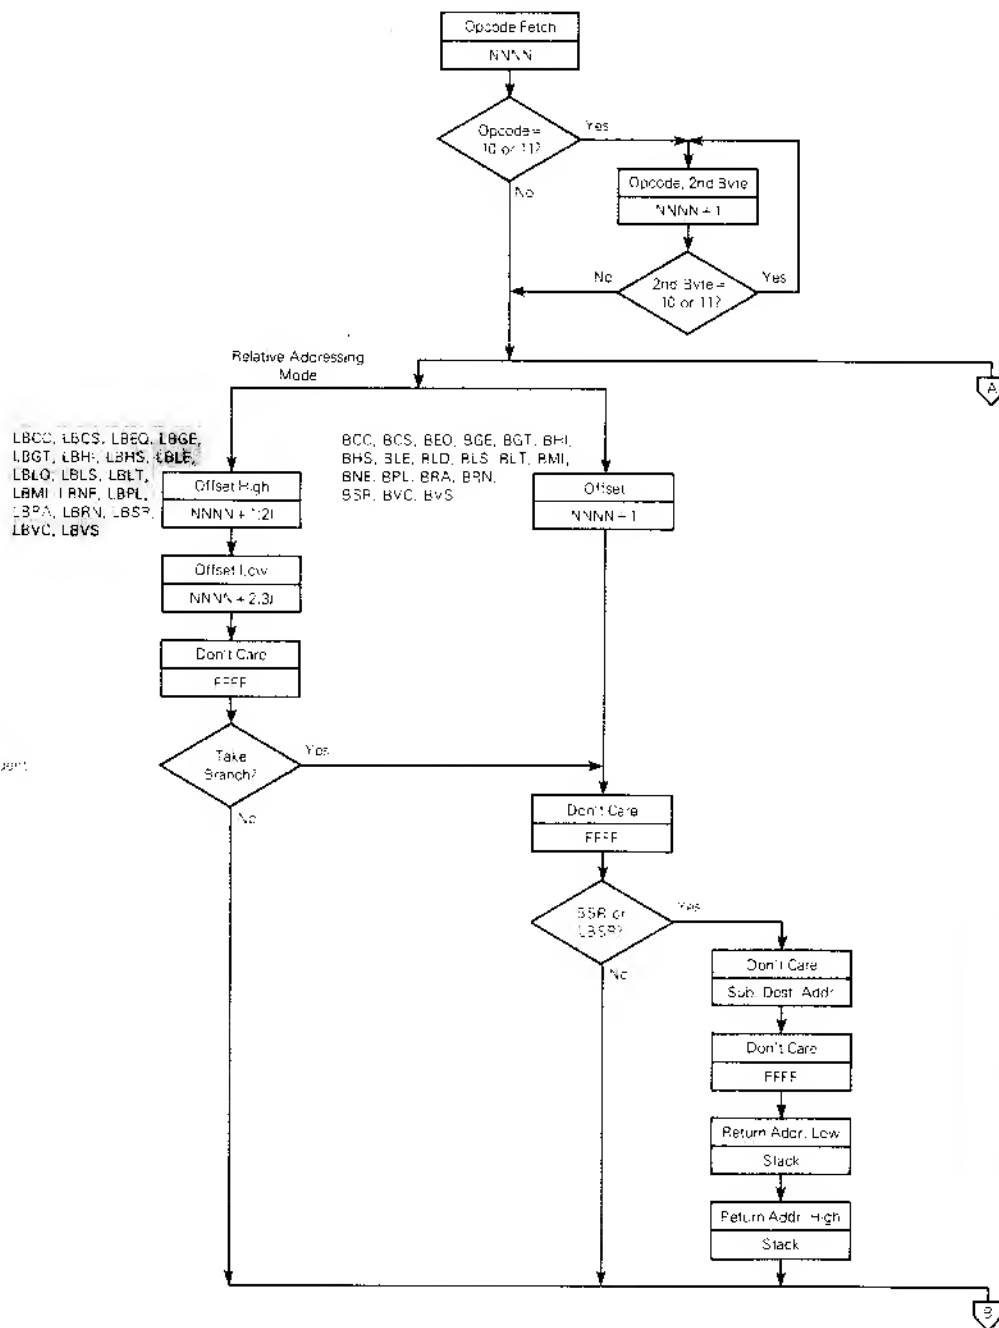 Opcode Fetch
NNNN
Opcode =
10 or 11?
Yes
No
Opcode, 2nd Byte
NNNN + 1
2nd Byte =
10 or 11?
No
Yes
Relative Addressing
Mode
A
LBCC, LBCS, LBEQ, LBGE,
LBGT, LBHI, LBHS, LBLE,
LBLO, LBLS, LBLT,
LBMI, LBNE, LBPL,
LBRA, LBRN, LBSR,
LBVC, LBVS
BCC, BCS, BEQ, BGE, BGT, BHI,
BHS, BLE, BLO, BLS, BLT, BMI,
BNE, BPL, BRA, BRN,
BSR, BVC, BVS
Offset High
NNNN + 1(2)
Offset
NNNN + 1
Offset Low
NNNN + 2(3)
Don't Care
FFFF
Take
Branch?
Yes
No
Don't Care
FFFF
BSR or
LBSR?
Yes
No
Don't Care
Sub. Dest. Addr.
Don't Care
FFFF
Return Addr. Low
Stack
Return Addr. High
Stack
B